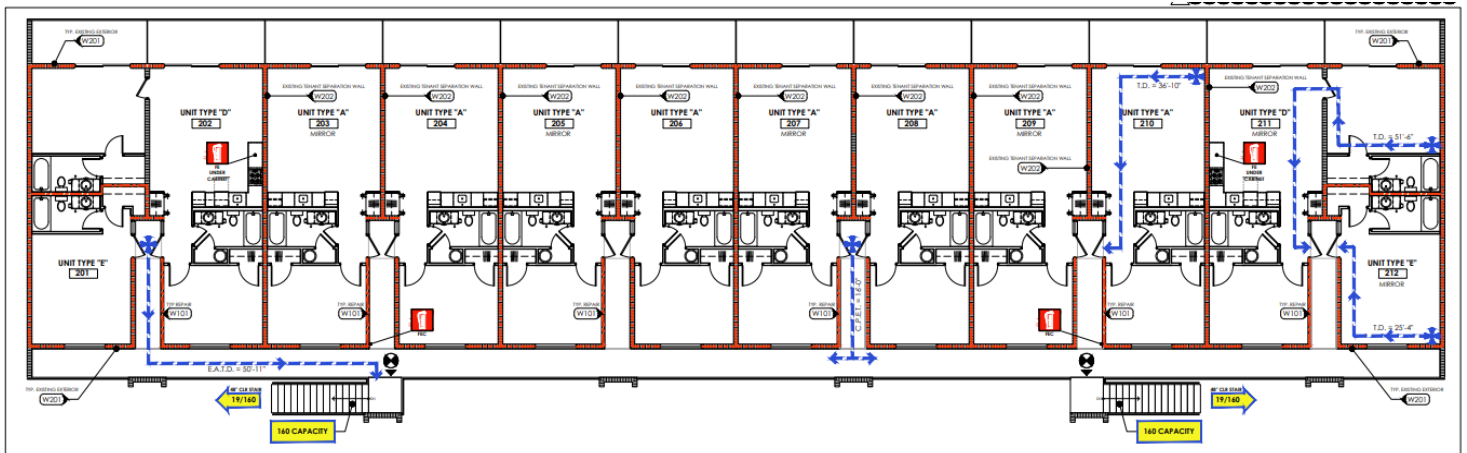 TYP. EXISTING EXTERIOR
W201
TYP. EXISTING EXTERIOR
W201
EXISTING TENANT SEPARATION WALL
W202
EXISTING TENANT SEPARATION WALL
W202
EXISTING TENANT SEPARATION WALL
W202
EXISTING TENANT SEPARATION WALL
W202
EXISTING TENANT SEPARATION WALL
W202
EXISTING TENANT SEPARATION WALL
W202
EXISTING TENANT SEPARATION WALL
W202
T.D. = 36'-10"
EXISTING TENANT SEPARATION WALL
W202
UNIT TYPE "D"
202
UNIT TYPE "A"
203
MIRROR
UNIT TYPE "A"
204
UNIT TYPE "A"
205
MIRROR
UNIT TYPE "A"
206
UNIT TYPE "A"
207
MIRROR
UNIT TYPE "A"
208
UNIT TYPE "A"
209
MIRROR
UNIT TYPE "A"
210
UNIT TYPE "D"
211
MIRROR
T.D. = 51'-6"
EXISTING TENANT SEPARATION WALL
W202
FE
UNDER
CABINET
FE
UNDER
CABINET
UNIT TYPE "E"
201
UNIT TYPE "E"
212
MIRROR
TYP. REPAIR
W101
TYP. REPAIR
W101
FEC
TYP. REPAIR
W101
TYP. REPAIR
W101
C.P.E.T. = 16'-0"
FEC
TYP. REPAIR
W101
TYP. REPAIR
W101
T.D. = 25'-4"
E.A.T.D. = 50'-11"
TYP. EXISTING EXTERIOR
W201
48" CLR STAIR
19/160
160 CAPACITY
48" CLR STAIR
19/160
160 CAPACITY
TYP. EXISTING EXTERIOR
W201